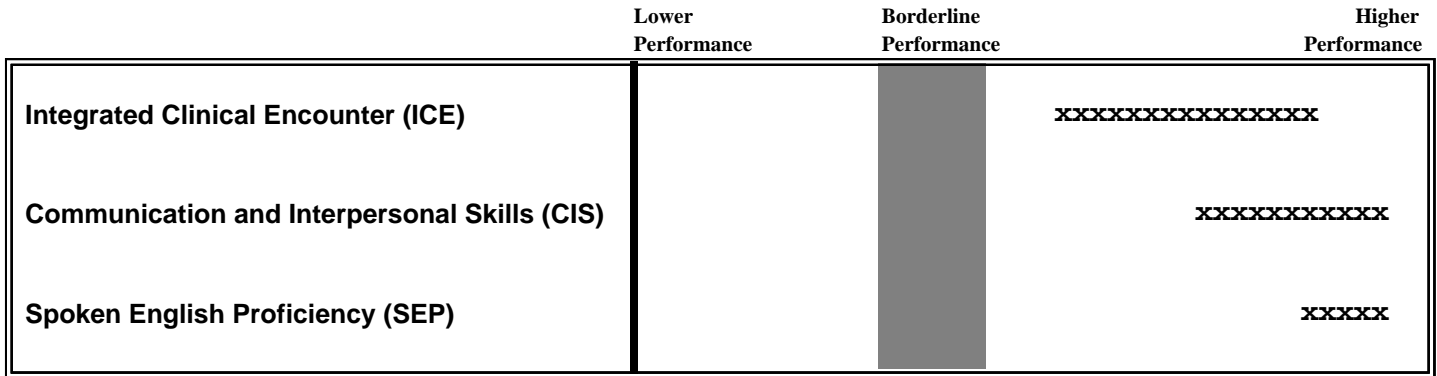 Lower Performance
Borderline Performance
Higher Performance
Integrated Clinical Encounter (ICE) xxxxxxxxxxxxxxx
Communication and Interpersonal Skills (CIS) xxxxxxxxxxx
Spoken English Proficiency (SEP) xxxxx